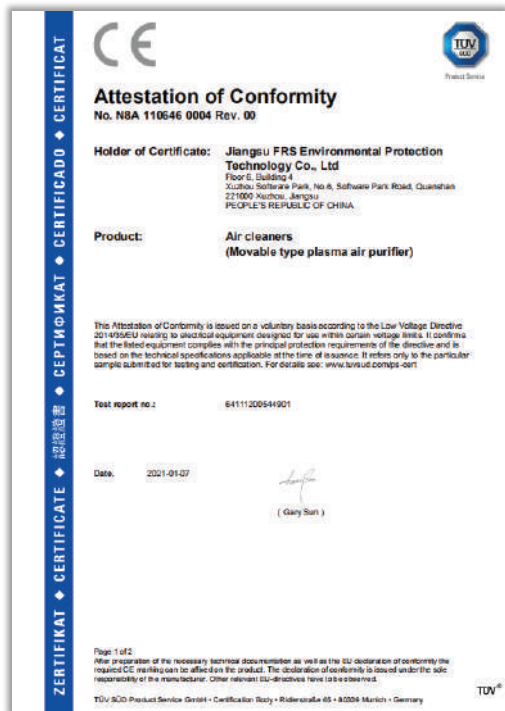 CE
TÜV
SÜD
Product Service
Attestation of Conformity
No. N8A 110646 0004 Rev. 00
Holder of Certificate: Jiangsu FRS Environmental Protection
Technology Co., Ltd
Floor 6, Building 4
Xuzhou Software Park, No.6, Software Park Road, Quanshan
221000 Xuzhou, Jiangsu
PEOPLE'S REPUBLIC OF CHINA
Product: Air cleaners
(Movable type plasma air purifier)
This Attestation of Conformity is issued on a voluntary basis according to the Low Voltage Directive
2014/35/EU relating to electrical equipment designed for use within certain voltage limits. It confirms
that the listed equipment complies with the principal protection requirements of the directive and is
based on the technical specifications applicable at the time of issuance. It refers only to the particular
sample submitted for testing and certification. For details see: www.tuvsud.com/ps-cert
Test report no.: 64111200544901
Date, 2021-01-07
( Gary Sun )
Page 1 of 2
After preparation of the necessary technical documentation as well as the EU declaration of conformity the
required CE marking can be affixed on the product. The declaration of conformity is issued under the sole
responsibility of the manufacturer. Other relevant EU-directives have to be observed.
TÜV SÜD Product Service GmbH • Certification Body • Ridlerstraße 65 • 80339 Munich • Germany
TÜV®
ZERTIFIKAT ◆ CERTIFICATE ◆ 認證證書 ◆ СЕРТИФИКАТ ◆ CERTIFICADO ◆ CERTIFICAT